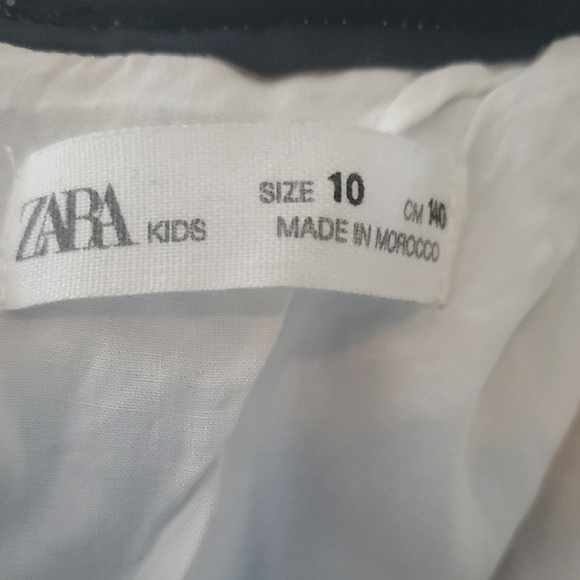 ZARA KIDS
SIZE 10 CM 140
MADE IN MOROCCO